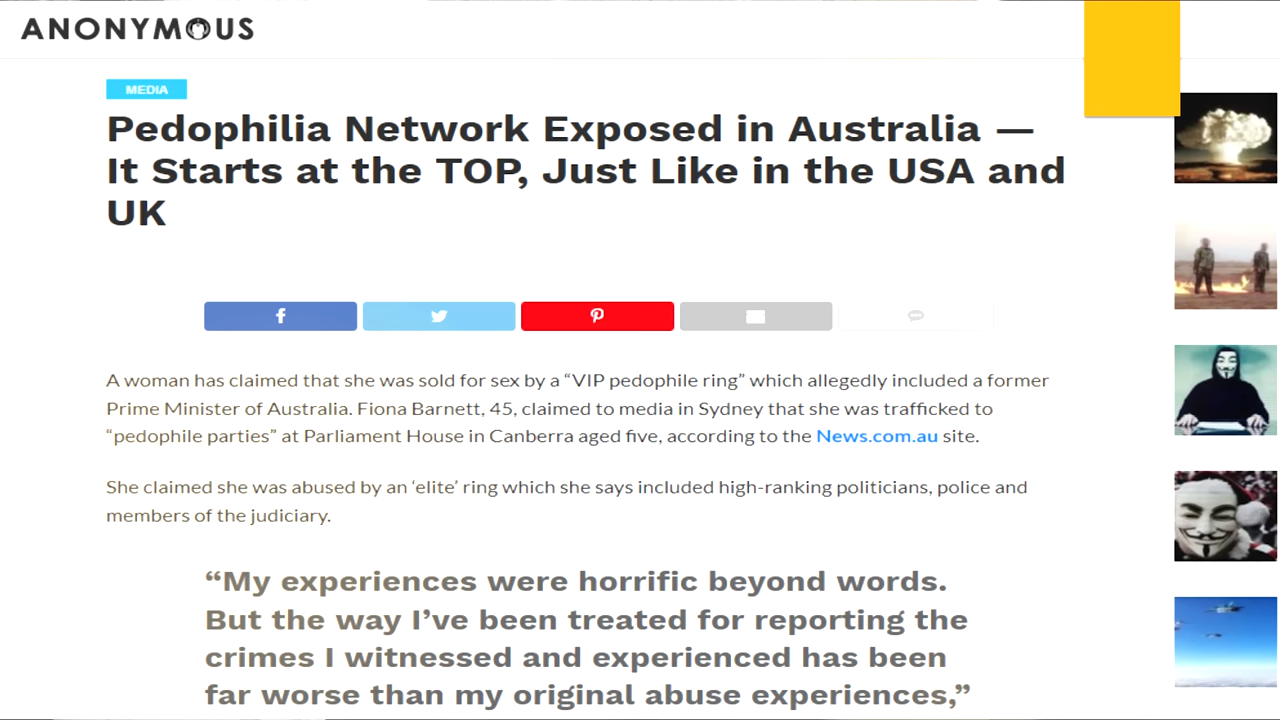 ANONYMOUS
MEDIA
Pedophilia Network Exposed in Australia —
It Starts at the TOP, Just Like in the USA and
UK
A woman has claimed that she was sold for sex by a “VIP pedophile ring” which allegedly included a former
Prime Minister of Australia. Fiona Barnett, 45, claimed to media in Sydney that she was trafficked to
“pedophile parties” at Parliament House in Canberra aged five, according to the News.com.au site.
She claimed she was abused by an ‘elite’ ring which she says included high-ranking politicians, police and
members of the judiciary.
“My experiences were horrific beyond words.
But the way I’ve been treated for reporting the
crimes I witnessed and experienced has been
far worse than my original abuse experiences,”